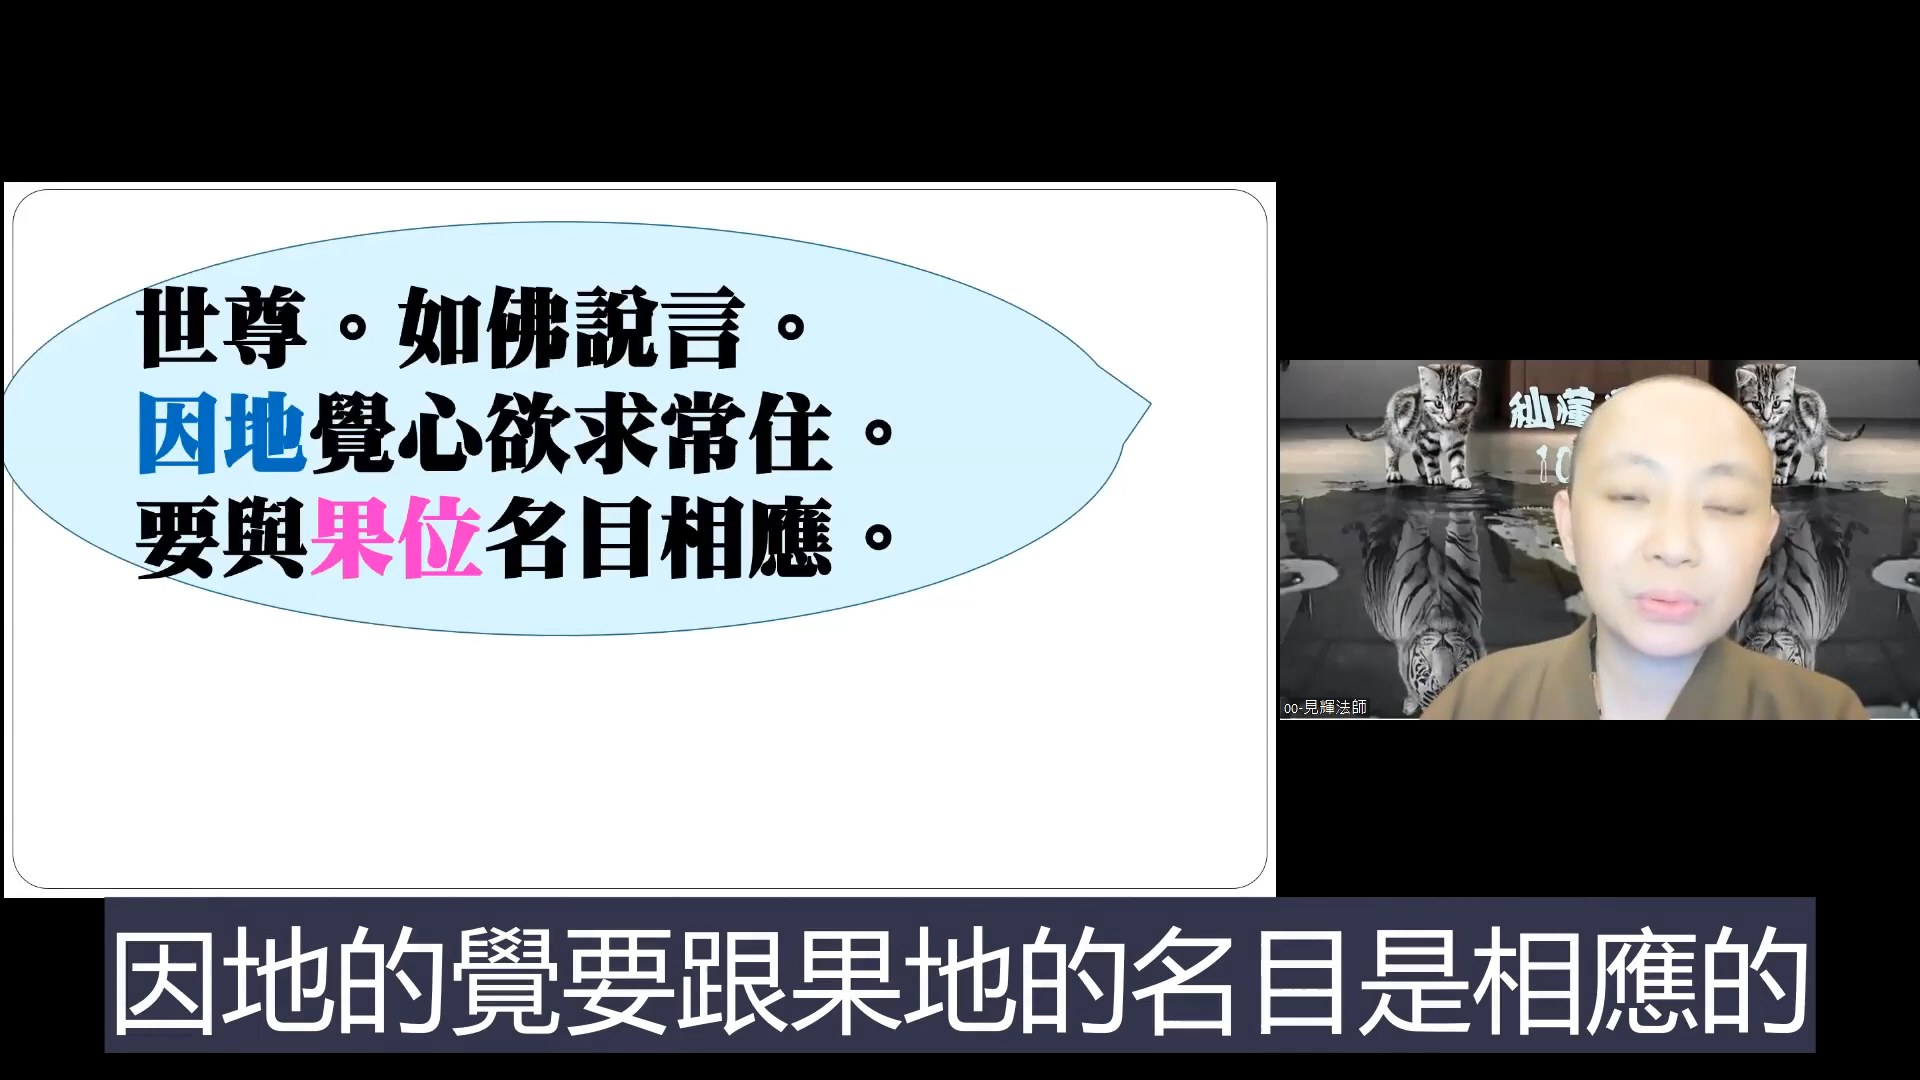 世尊。如佛說言。
因地覺心欲求常住。
要與果位名目相應。
10
00-見輝法師
因地的覺要跟果地的名目是相應的